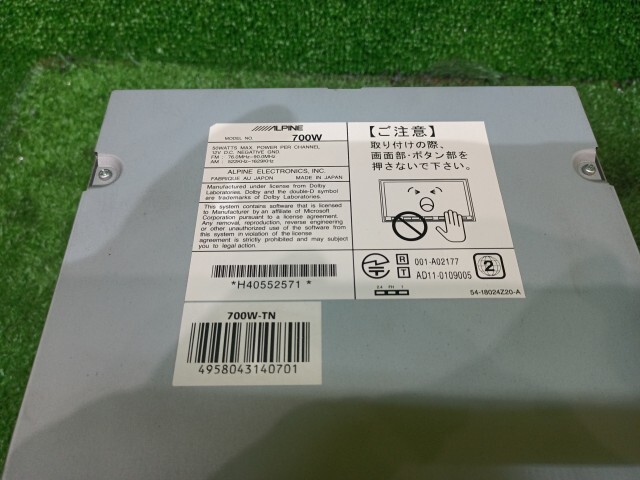 ALPINE
MODEL NO. 700W
50WATTS MAX. POWER PER CHANNEL
12V D.C. NEGATIVE GND.
FM : 76.0MHz-90.0MHz
AM : 522KHz-1629KHz
ALPINE ELECTRONICS, INC.
FABRIQUE AU JAPON MADE IN JAPAN
Manufactured under license from Dolby
Laboratories. Dolby and the double-D symbol
are trademarks of Dolby Laboratories.
This system contains software that is licensed
to Manufacturer by an affiliate of Microsoft
Corporation pursuant to a license agreement.
Any removal, reproduction, reverse engineering
or other unauthorized use of the software from
this system in violation of the license
agreement is strictly prohibited and may subject
you to legal action.
*H40552571*
【ご注意】
取り付けの際、
画面部・ボタン部を
押さないで下さい。
R 001-A02177
T AD11-0109005
2
54-18024Z20-A
700W-TN
4958043140701